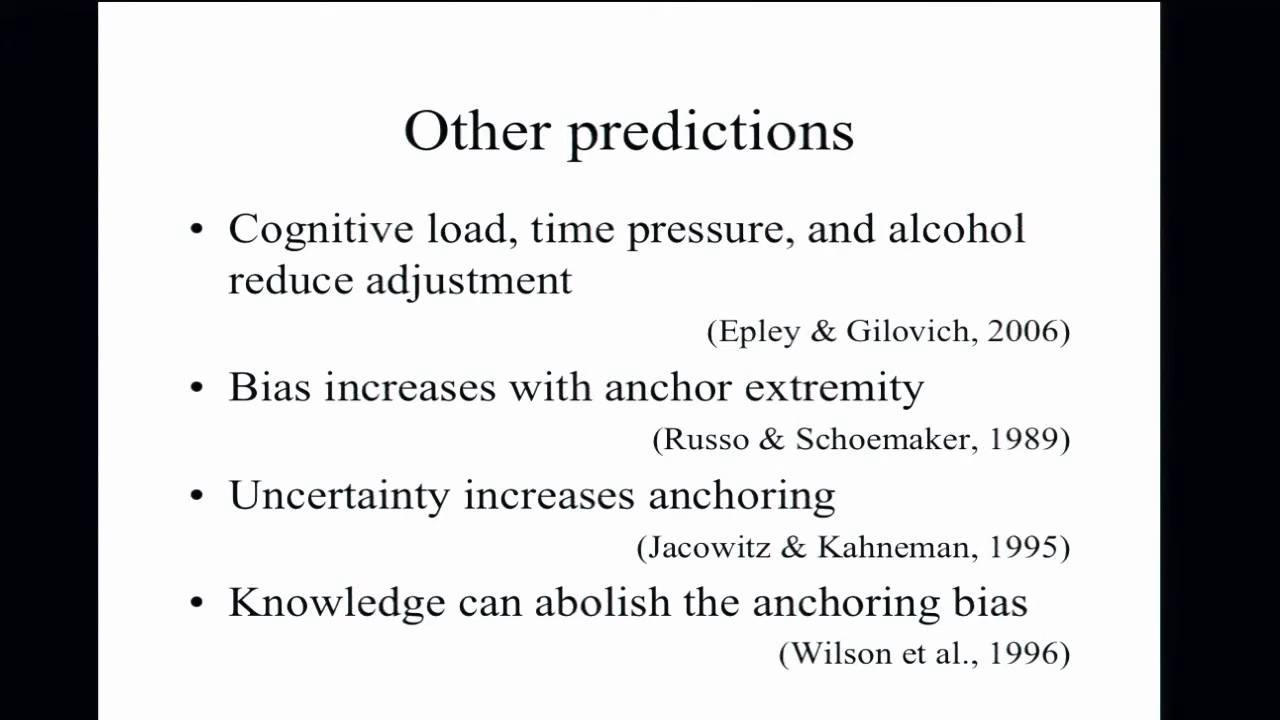 Other predictions
• Cognitive load, time pressure, and alcohol
reduce adjustment
(Epley & Gilovich, 2006)
• Bias increases with anchor extremity
(Russo & Schoemaker, 1989)
• Uncertainty increases anchoring
(Jacowitz & Kahneman, 1995)
• Knowledge can abolish the anchoring bias
(Wilson et al., 1996)